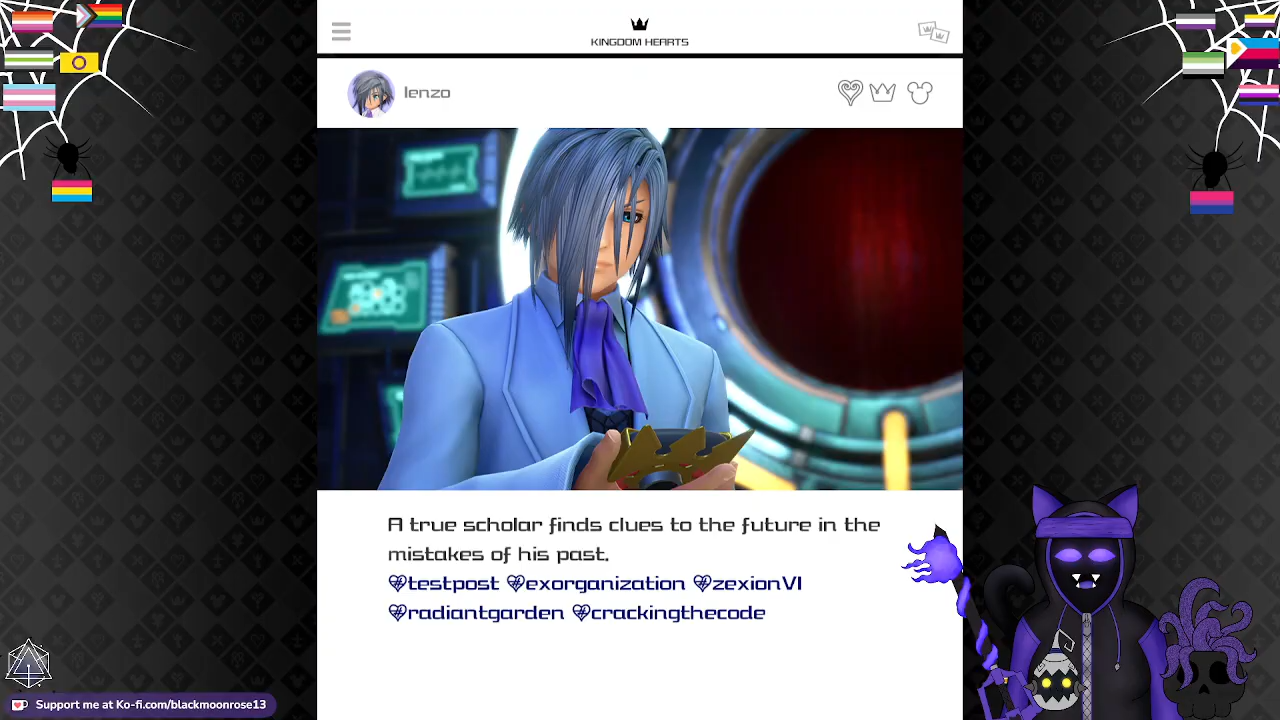 KINGDOM HEARTS
Ienzo
A true scholar finds clues to the future in the
mistakes of his past.
#testpost #exorganization #zexionVI
#radiantgarden #crackingthecode
Support me at Ko-fi.com/blackmoonrose13